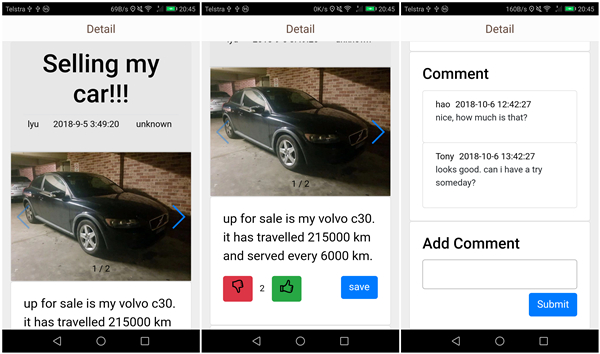 Telstra 69B/s 20:45
Detail
Selling my
car!!!
lyu 2018-9-5 3:49:20 unknown
1 / 2
up for sale is my volvo c30.
it has travelled 215000 km
Telstra 0K/s 20:45
Detail
1 / 2
up for sale is my volvo c30.
it has travelled 215000 km
and served every 6000 km.
2
save
Telstra 160B/s 20:45
Detail
Comment
hao 2018-10-6 12:42:27
nice, how much is that?
Tony 2018-10-6 13:42:27
looks good. can i have a try
someday?
Add Comment
Submit